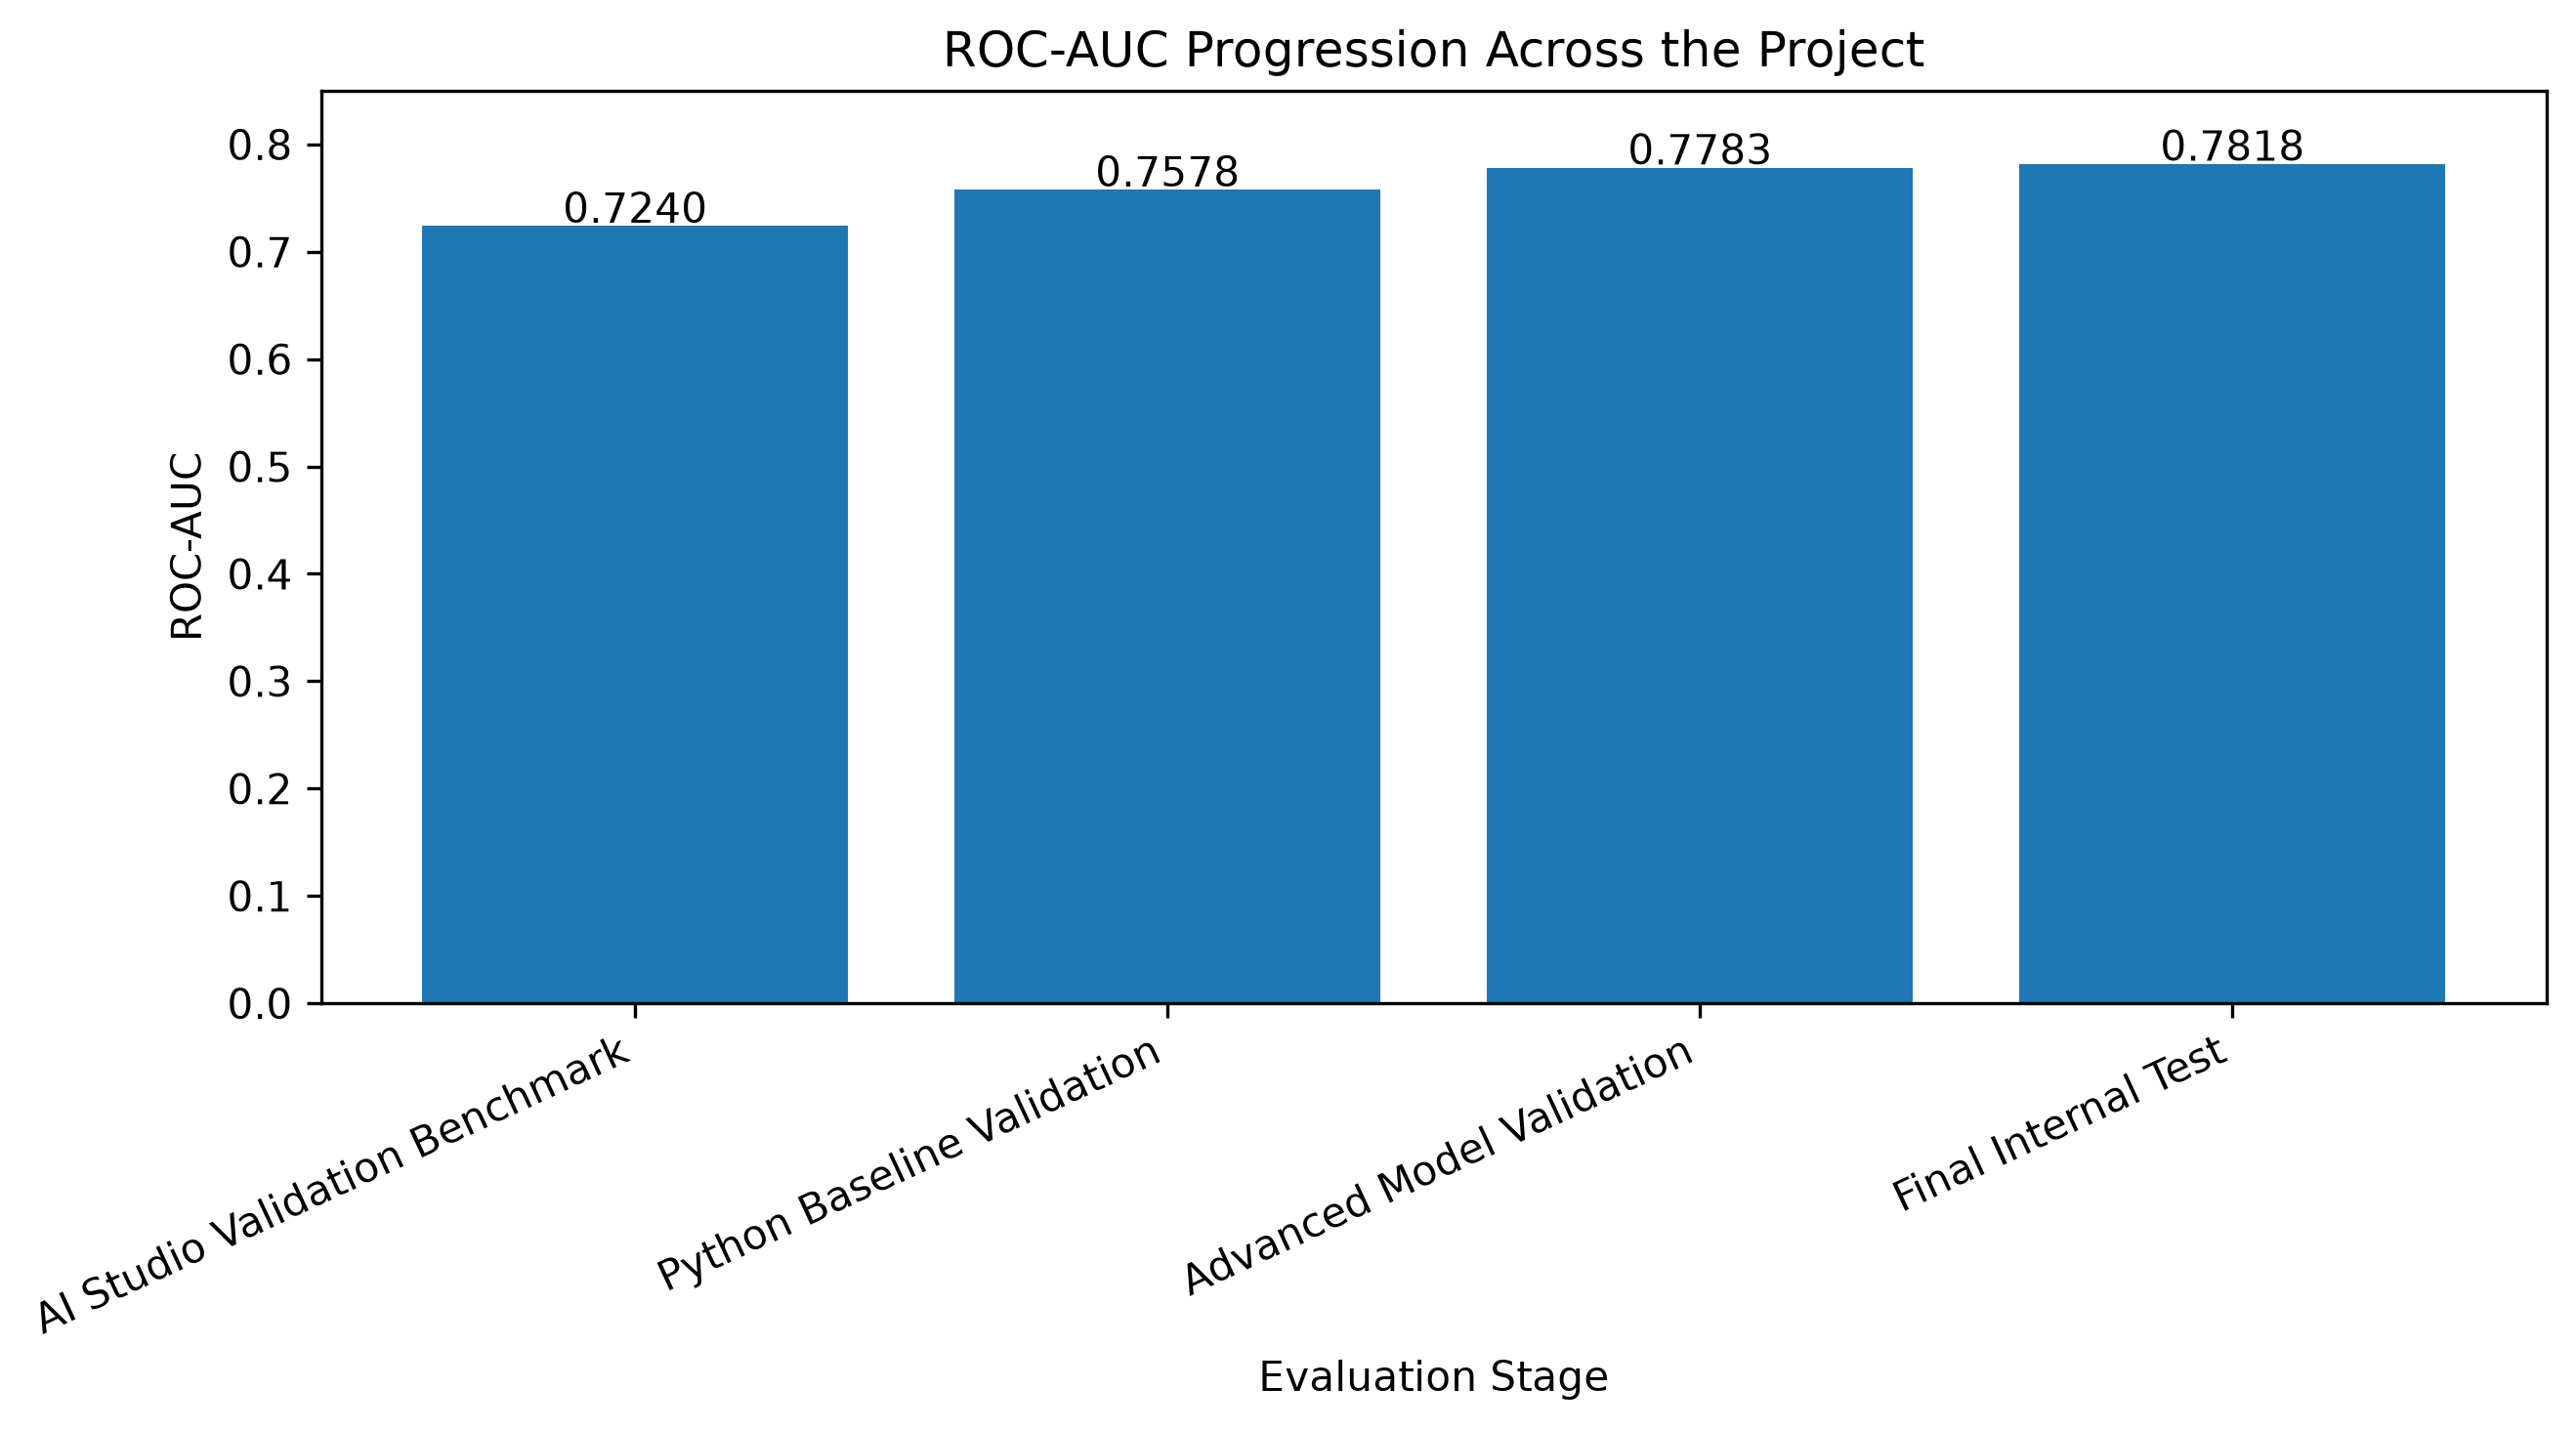 ROC-AUC Progression Across the Project
ROC-AUC
0.8
0.7
0.6
0.5
0.4
0.3
0.2
0.1
0.0
0.7240
0.7578
0.7783
0.7818
AI Studio Validation Benchmark
Python Baseline Validation
Advanced Model Validation
Final Internal Test
Evaluation Stage